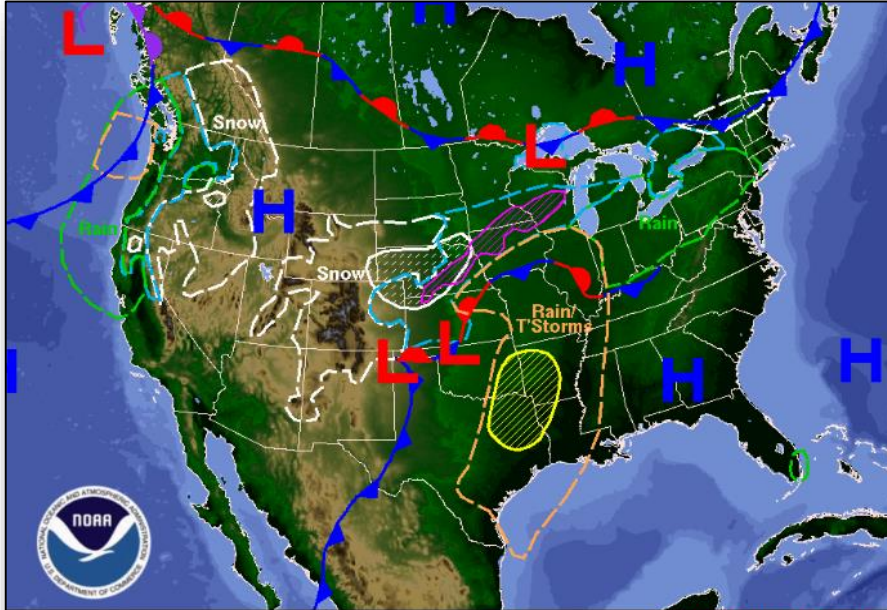 H
L
H
Snow
L
H
Rain
Rain
Snow
Rain/
T'Storms
L
L
H
H
H
NATIONAL OCEANIC AND ATMOSPHERIC ADMINISTRATION
NOAA
U.S. DEPARTMENT OF COMMERCE